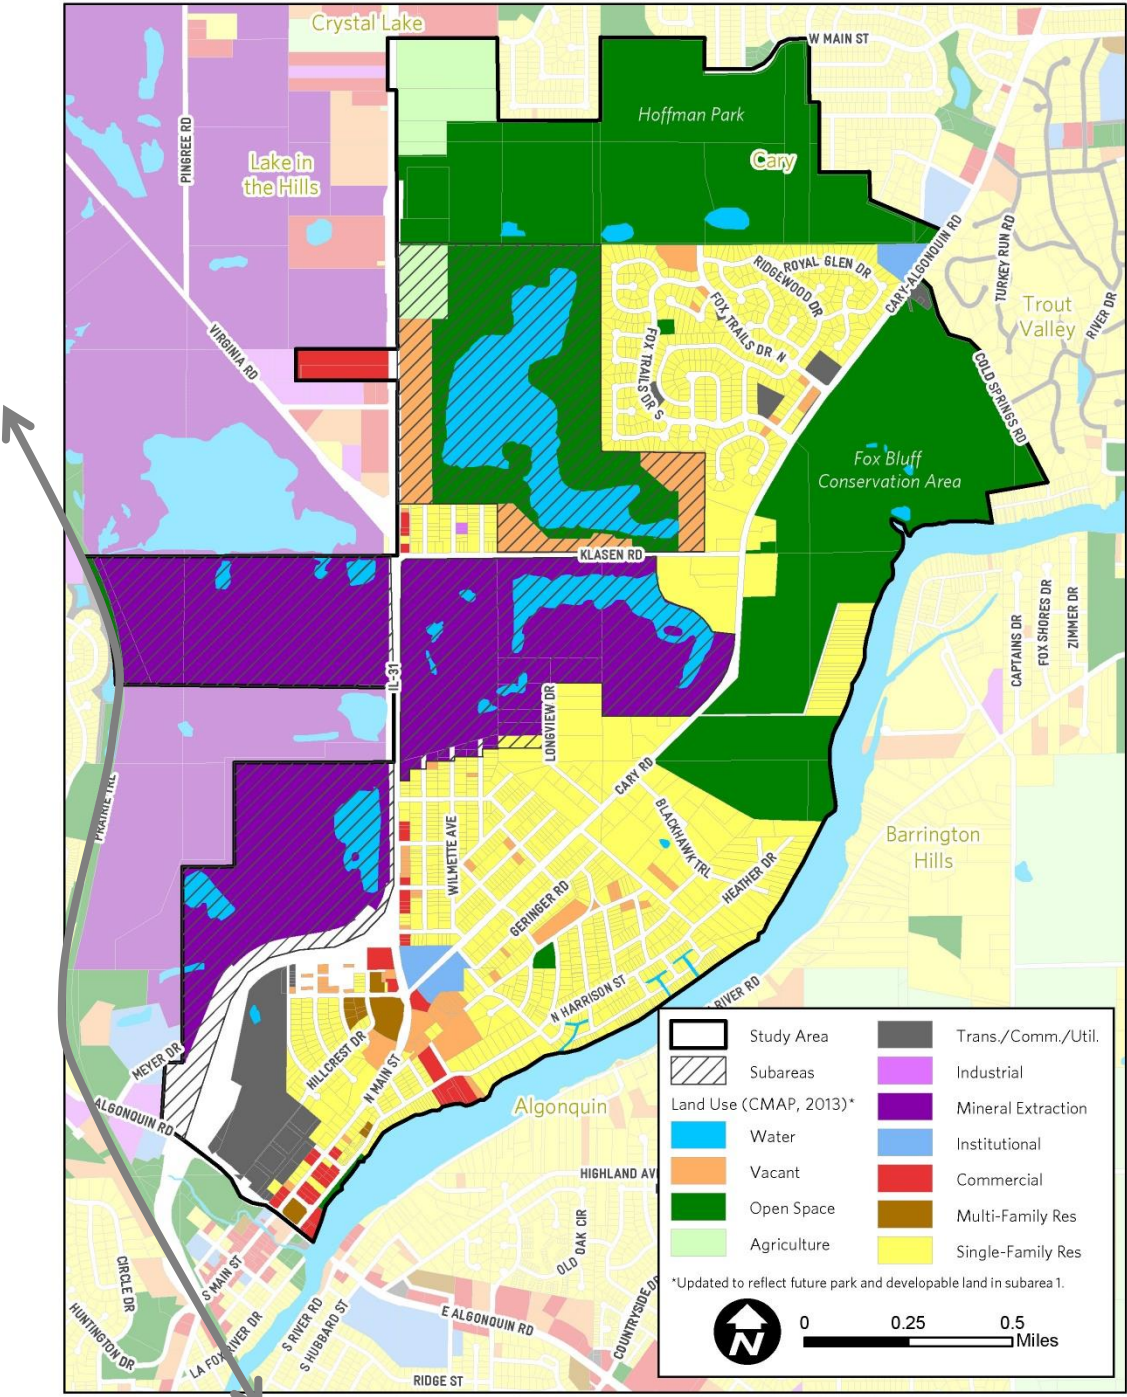 Crystal Lake
W MAIN ST
Hoffman Park
PINGREE RD
Lake in
the Hills
Cary
CARY-ALGONQUIN RD
TURKEY RUN RD
ROYAL GLEN DR
RIDGEWOOD DR
FOX TRAILS DR N
FOX TRAILS DR S
Trout
Valley
RIVER DR
VIRGINIA RD
COLD SPRINGS RD
Fox Bluff
Conservation Area
KLASEN RD
CAPTAINS DR
FOX SHORES DR
ZIMMER DR
IL-31
LONGVIEW DR
CARY RD
PRAIRIE TRL
WILMETTE AVE
BLACKHAWK TRL
HEATHER DR
Barrington
Hills
GERINGER RD
N HARRISON ST
RIVER RD
MEYER DR
HILLCREST DR
N MAIN ST
ALGONQUIN RD
Algonquin
HIGHLAND AV
OLD OAK CIR
COUNTRYSIDE
CIRCLE DR
S MAIN ST
HUNTINGTON DR
LA FOX RIVER DR
S RIVER RD
S HUBBARD ST
E ALGONQUIN RD
RIDGE ST
Study Area
Subareas
Land Use (CMAP, 2013)*
Water
Vacant
Open Space
Agriculture
Trans./Comm./Util.
Industrial
Mineral Extraction
Institutional
Commercial
Multi-Family Res
Single-Family Res
*Updated to reflect future park and developable land in subarea 1.
N
0 0.25 0.5
Miles